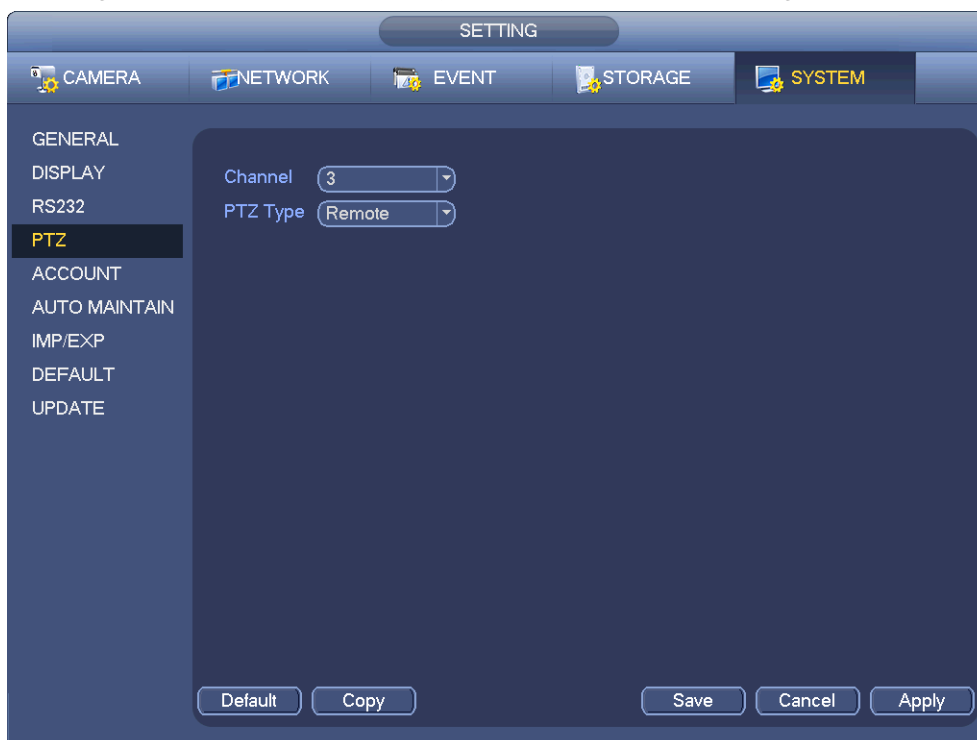 SETTING
CAMERA NETWORK EVENT STORAGE SYSTEM
GENERAL
DISPLAY
RS232
PTZ
ACCOUNT
AUTO MAINTAIN
IMP/EXP
DEFAULT
UPDATE
Channel 3
PTZ Type Remote
Default Copy Save Cancel Apply